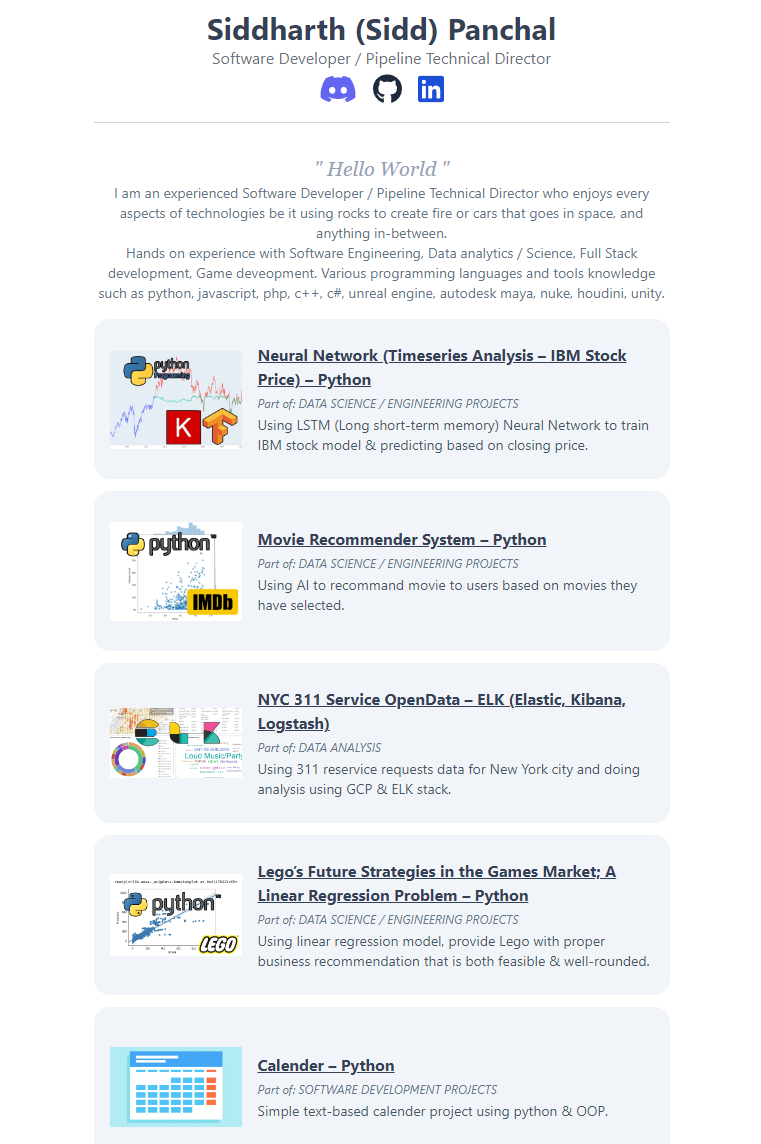 Siddharth (Sidd) Panchal
Software Developer / Pipeline Technical Director
" Hello World "
I am an experienced Software Developer / Pipeline Technical Director who enjoys every
aspects of technologies be it using rocks to create fire or cars that goes in space, and
anything in-between.
Hands on experience with Software Engineering, Data analytics / Science, Full Stack
development, Game deveopment. Various programming languages and tools knowledge
such as python, javascript, php, c++, c#, unreal engine, autodesk maya, nuke, houdini, unity.
python
Programming
K
Neural Network (Timeseries Analysis – IBM Stock
Price) – Python
Part of: DATA SCIENCE / ENGINEERING PROJECTS
Using LSTM (Long short-term memory) Neural Network to train
IBM stock model & predicting based on closing price.
python
IMDb
Movie Recommender System – Python
Part of: DATA SCIENCE / ENGINEERING PROJECTS
Using AI to recommand movie to users based on movies they
have selected.
Loud Music/Party
NYC 311 Service OpenData – ELK (Elastic, Kibana,
Logstash)
Part of: DATA ANALYSIS
Using 311 reservice requests data for New York city and doing
analysis using GCP & ELK stack.
python
LEGO
Lego’s Future Strategies in the Games Market; A
Linear Regression Problem – Python
Part of: DATA SCIENCE / ENGINEERING PROJECTS
Using linear regression model, provide Lego with proper
business recommendation that is both feasible & well-rounded.
Calender – Python
Part of: SOFTWARE DEVELOPMENT PROJECTS
Simple text-based calender project using python & OOP.